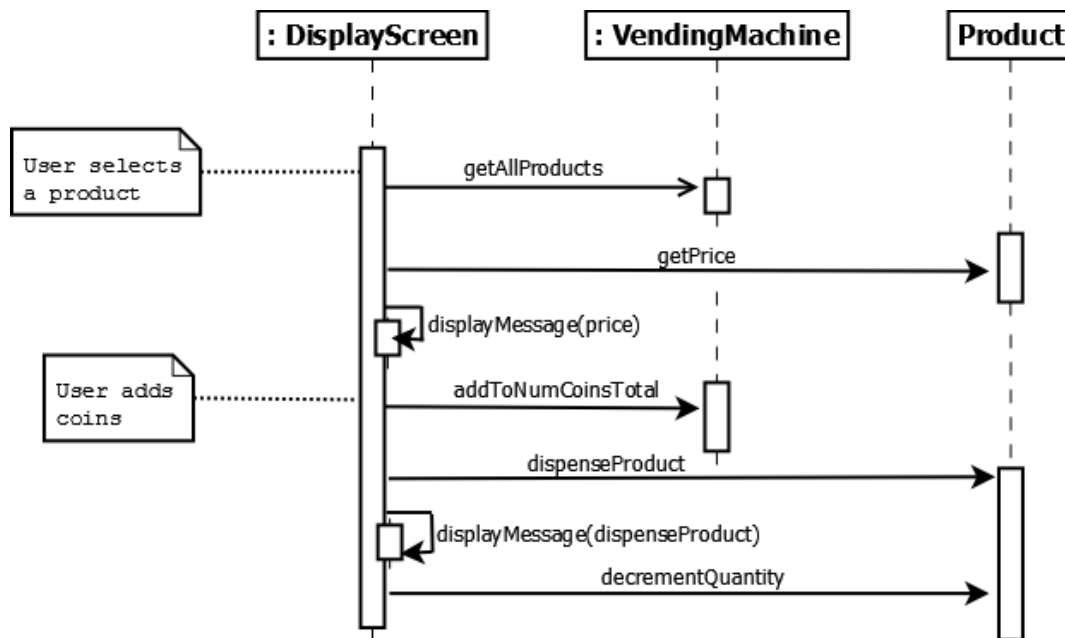 : DisplayScreen
: VendingMachine
Product
User selects
a product
getAllProducts
getPrice
displayMessage(price)
User adds
coins
addToNumCoinsTotal
dispenseProduct
displayMessage(dispenseProduct)
decrementQuantity